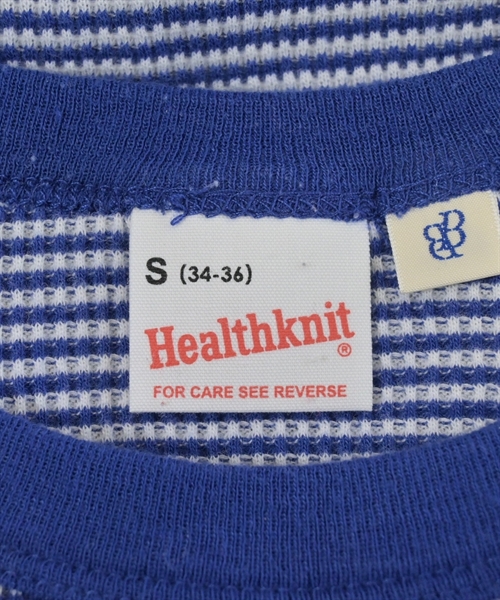 S (34-36)
Healthknit®
FOR CARE SEE REVERSE